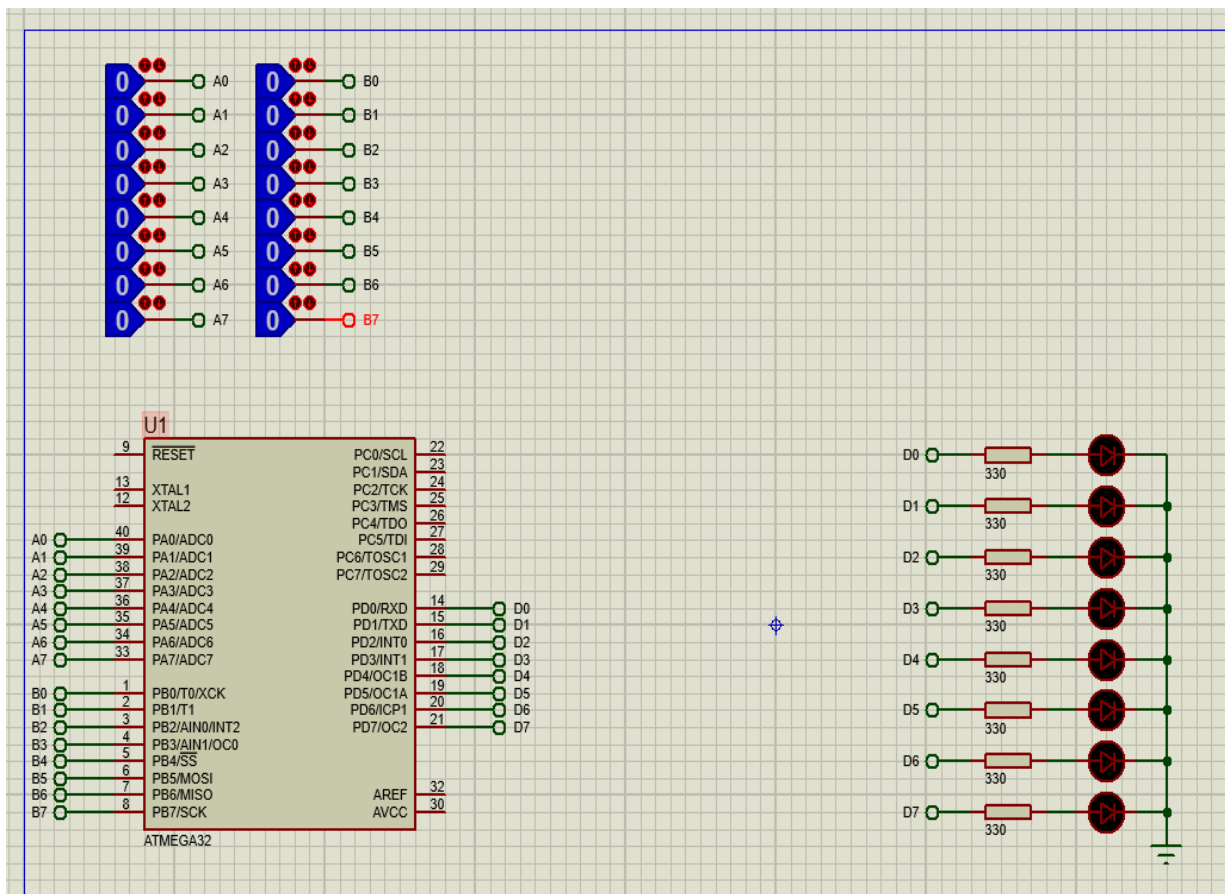 0 A0 0 B0
0 A1 0 B1
0 A2 0 B2
0 A3 0 B3
0 A4 0 B4
0 A5 0 B5
0 A6 0 B6
0 A7 0 B7
U1
9 RESET PC0/SCL 22
PC1/SDA 23
13 XTAL1 PC2/TCK 24
12 XTAL2 PC3/TMS 25
PC4/TDO 26
A0 40 PA0/ADC0 PC5/TDI 27
A1 39 PA1/ADC1 PC6/TOSC1 28
A2 38 PA2/ADC2 PC7/TOSC2 29
A3 37 PA3/ADC3
A4 36 PA4/ADC4 PD0/RXD 14 D0
A5 35 PA5/ADC5 PD1/TXD 15 D1
A6 34 PA6/ADC6 PD2/INT0 16 D2
A7 33 PA7/ADC7 PD3/INT1 17 D3
PD4/OC1B 18 D4
B0 1 PB0/T0/XCK PD5/OC1A 19 D5
B1 2 PB1/T1 PD6/ICP1 20 D6
B2 3 PB2/AIN0/INT2 PD7/OC2 21 D7
B3 4 PB3/AIN1/OC0
B4 5 PB4/SS
B5 6 PB5/MOSI
B6 7 PB6/MISO AREF 32
B7 8 PB7/SCK AVCC 30
ATMEGA32
D0
330
D1
330
D2
330
D3
330
D4
330
D5
330
D6
330
D7
330